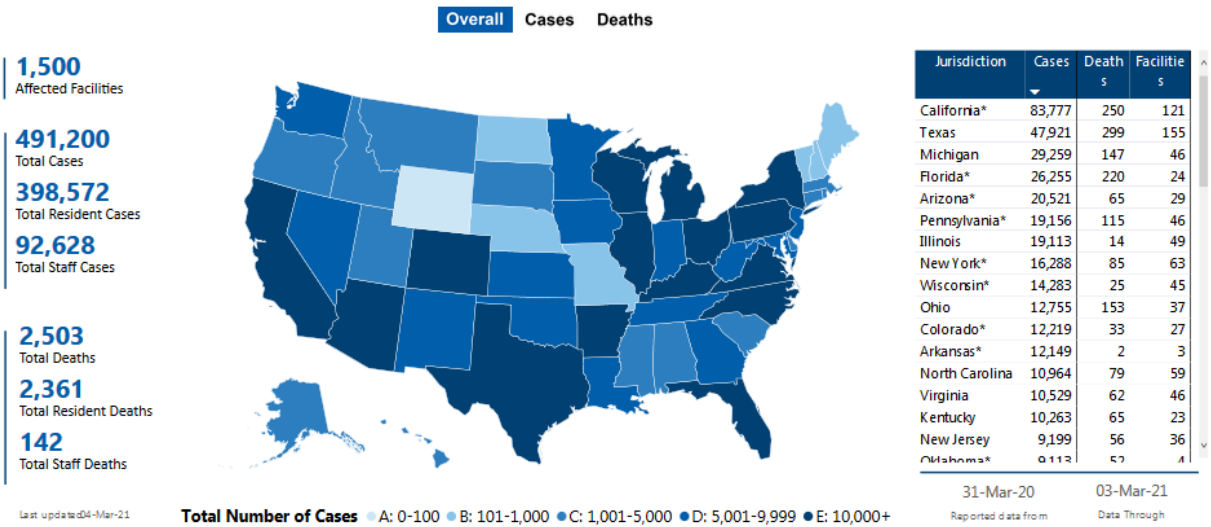 Overall Cases Deaths
1,500
Affected Facilities
491,200
Total Cases
398,572
Total Resident Cases
92,628
Total Staff Cases
2,503
Total Deaths
2,361
Total Resident Deaths
142
Total Staff Deaths
Last updated04-Mar-21
Total Number of Cases A: 0-100 B: 101-1,000 C: 1,001-5,000 D: 5,001-9,999 E: 10,000+
Jurisdiction Cases Death Facilitie
s s
California* 83,777 250 121
Texas 47,921 299 155
Michigan 29,259 147 46
Florida* 26,255 220 24
Arizona* 20,521 65 29
Pennsylvania* 19,156 115 46
Illinois 19,113 14 49
New York* 16,288 85 63
Wisconsin* 14,283 25 45
Ohio 12,755 153 37
Colorado* 12,219 33 27
Arkansas* 12,149 2 3
North Carolina 10,964 79 59
Virginia 10,529 62 46
Kentucky 10,263 65 23
New Jersey 9,199 56 36
Oklahoma* 9,113 52 4
31-Mar-20 03-Mar-21
Reported data from Data Through